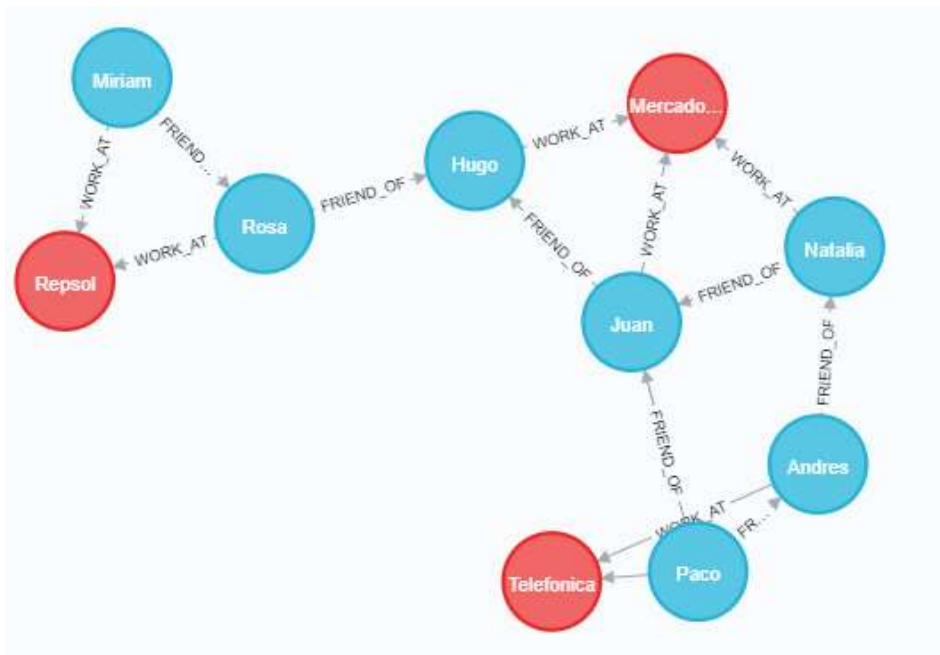 Miriam
Mercado...
FRIEND...
WORK_AT
WORK_AT
Hugo
WORK_AT
FRIEND_OF
WORK_AT
Rosa
WORK_AT
Natalia
FRIEND_OF
Repsol
FRIEND_OF
Juan
FRIEND_OF
FRIEND_OF
Andres
WORK_AT
FR...
Paco
Telefonica